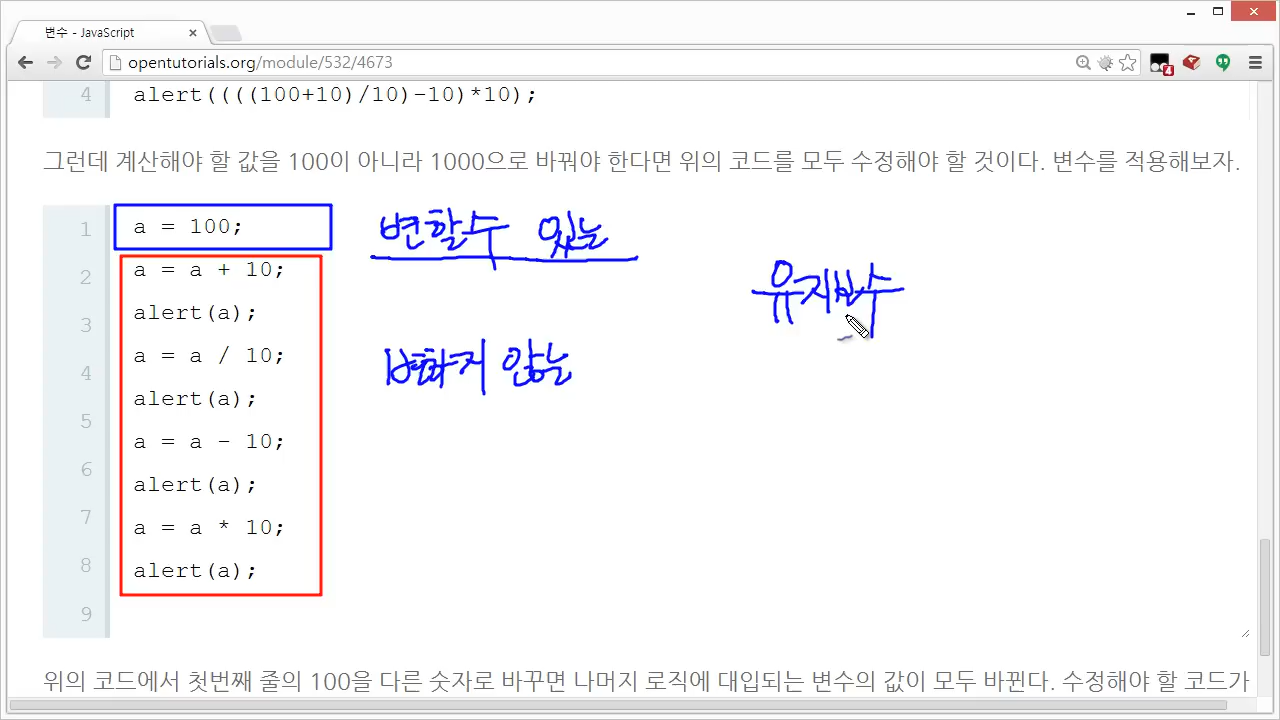 변수 - JavaScript
opentutorials.org/module/532/4673
4
4 alert((((100+10)/10)-10)*10);
그런데 계산해야 할 값을 100이 아니라 1000으로 바꿔야 한다면 위의 코드를 모두 수정해야 할 것이다. 변수를 적용해보자.
1 a = 100;
2 a = a + 10;
3 alert(a);
4 a = a / 10;
5 alert(a);
6 a = a - 10;
7 alert(a);
8 a = a * 10;
9 alert(a);
변할수 있는
변하지 않는
유지보수
위의 코드에서 첫번째 줄의 100을 다른 숫자로 바꾸면 나머지 로직에 대입되는 변수의 값이 모두 바뀐다. 수정해야 할 코드가